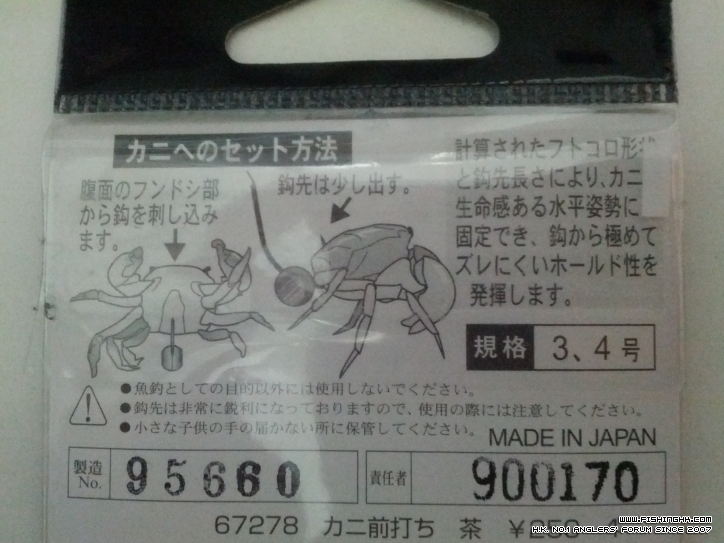 カニへのセット方法
腹面のフンドシ部
から鈎を刺し込み
ます。
鈎先は少し出す。
計算されたフトコロ形
と鈎先長さにより、カニ
生命感ある水平姿勢に
固定でき、鈎から極めて
ズレにくいホールド性を
発揮します。
規格 3、4号
●魚鈎としての目的以外には使用しないでください。
●鈎先は非常に鋭利になっておりますので、使用の際には注意してください。
●小さな子供の手の届かない所に保管してください。
MADE IN JAPAN
製造No. 95660 責任者 900170
67278 カニ前打ち 茶 ¥250
WWW.FISHINGHK.COM
H.K. NO.1 ANGLERS' FORUM SINCE 2007